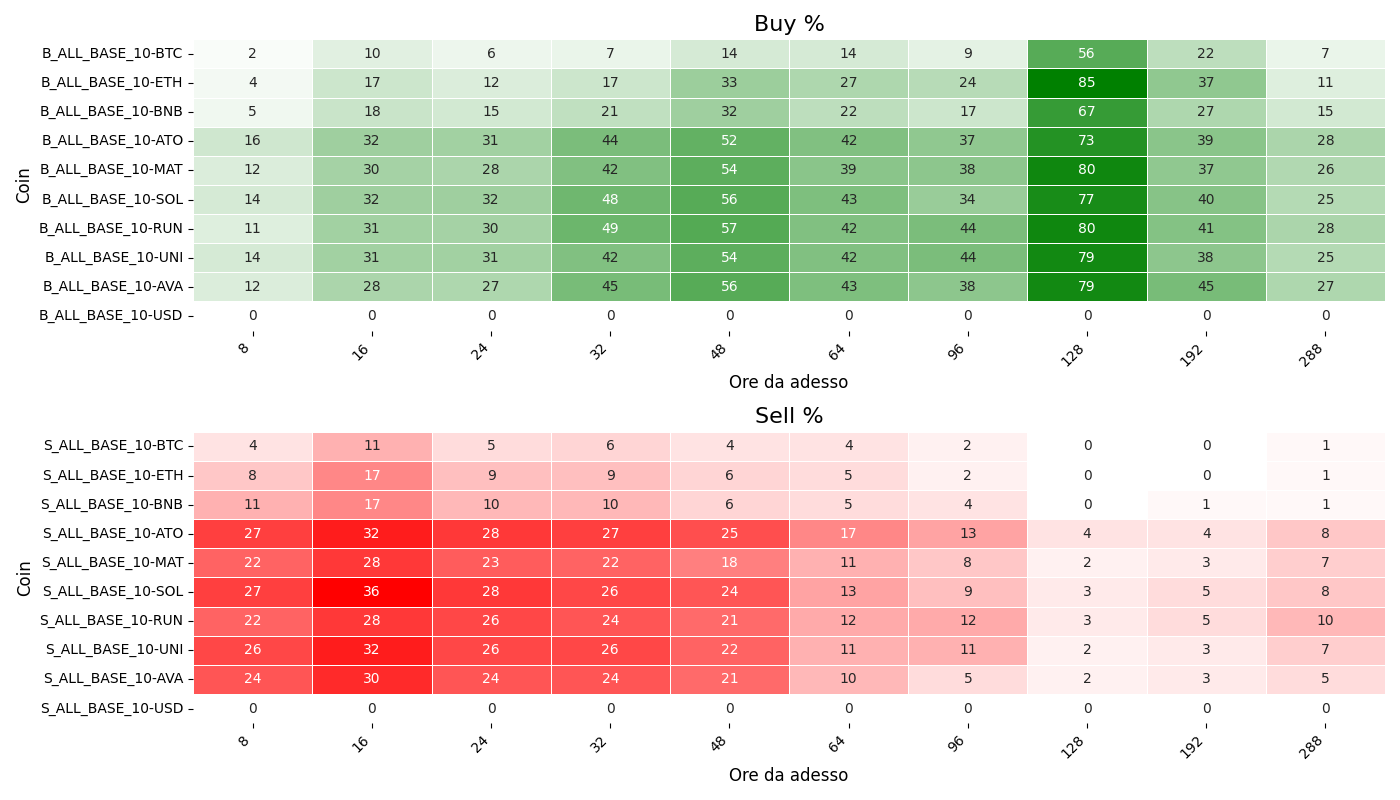 Buy %
Coin
B_ALL_BASE_10-BTC 2 10 6 7 14 14 9 56 22 7
B_ALL_BASE_10-ETH 4 17 12 17 33 27 24 85 37 11
B_ALL_BASE_10-BNB 5 18 15 21 32 22 17 67 27 15
B_ALL_BASE_10-ATO 16 32 31 44 52 42 37 73 39 28
B_ALL_BASE_10-MAT 12 30 28 42 54 39 38 80 37 26
B_ALL_BASE_10-SOL 14 32 32 48 56 43 34 77 40 25
B_ALL_BASE_10-RUN 11 31 30 49 57 42 44 80 41 28
B_ALL_BASE_10-UNI 14 31 31 42 54 42 44 79 38 25
B_ALL_BASE_10-AVA 12 28 27 45 56 43 38 79 45 27
B_ALL_BASE_10-USD 0 0 0 0 0 0 0 0 0 0
8 16 24 32 48 64 96 128 192 288
Ore da adesso
Sell %
Coin
S_ALL_BASE_10-BTC 4 11 5 6 4 4 2 0 0 1
S_ALL_BASE_10-ETH 8 17 9 9 6 5 2 0 0 1
S_ALL_BASE_10-BNB 11 17 10 10 6 5 4 0 1 1
S_ALL_BASE_10-ATO 27 32 28 27 25 17 13 4 4 8
S_ALL_BASE_10-MAT 22 28 23 22 18 11 8 2 3 7
S_ALL_BASE_10-SOL 27 36 28 26 24 13 9 3 5 8
S_ALL_BASE_10-RUN 22 28 26 24 21 12 12 3 5 10
S_ALL_BASE_10-UNI 26 32 26 26 22 11 11 2 3 7
S_ALL_BASE_10-AVA 24 30 24 24 21 10 5 2 3 5
S_ALL_BASE_10-USD 0 0 0 0 0 0 0 0 0 0
8 16 24 32 48 64 96 128 192 288
Ore da adesso